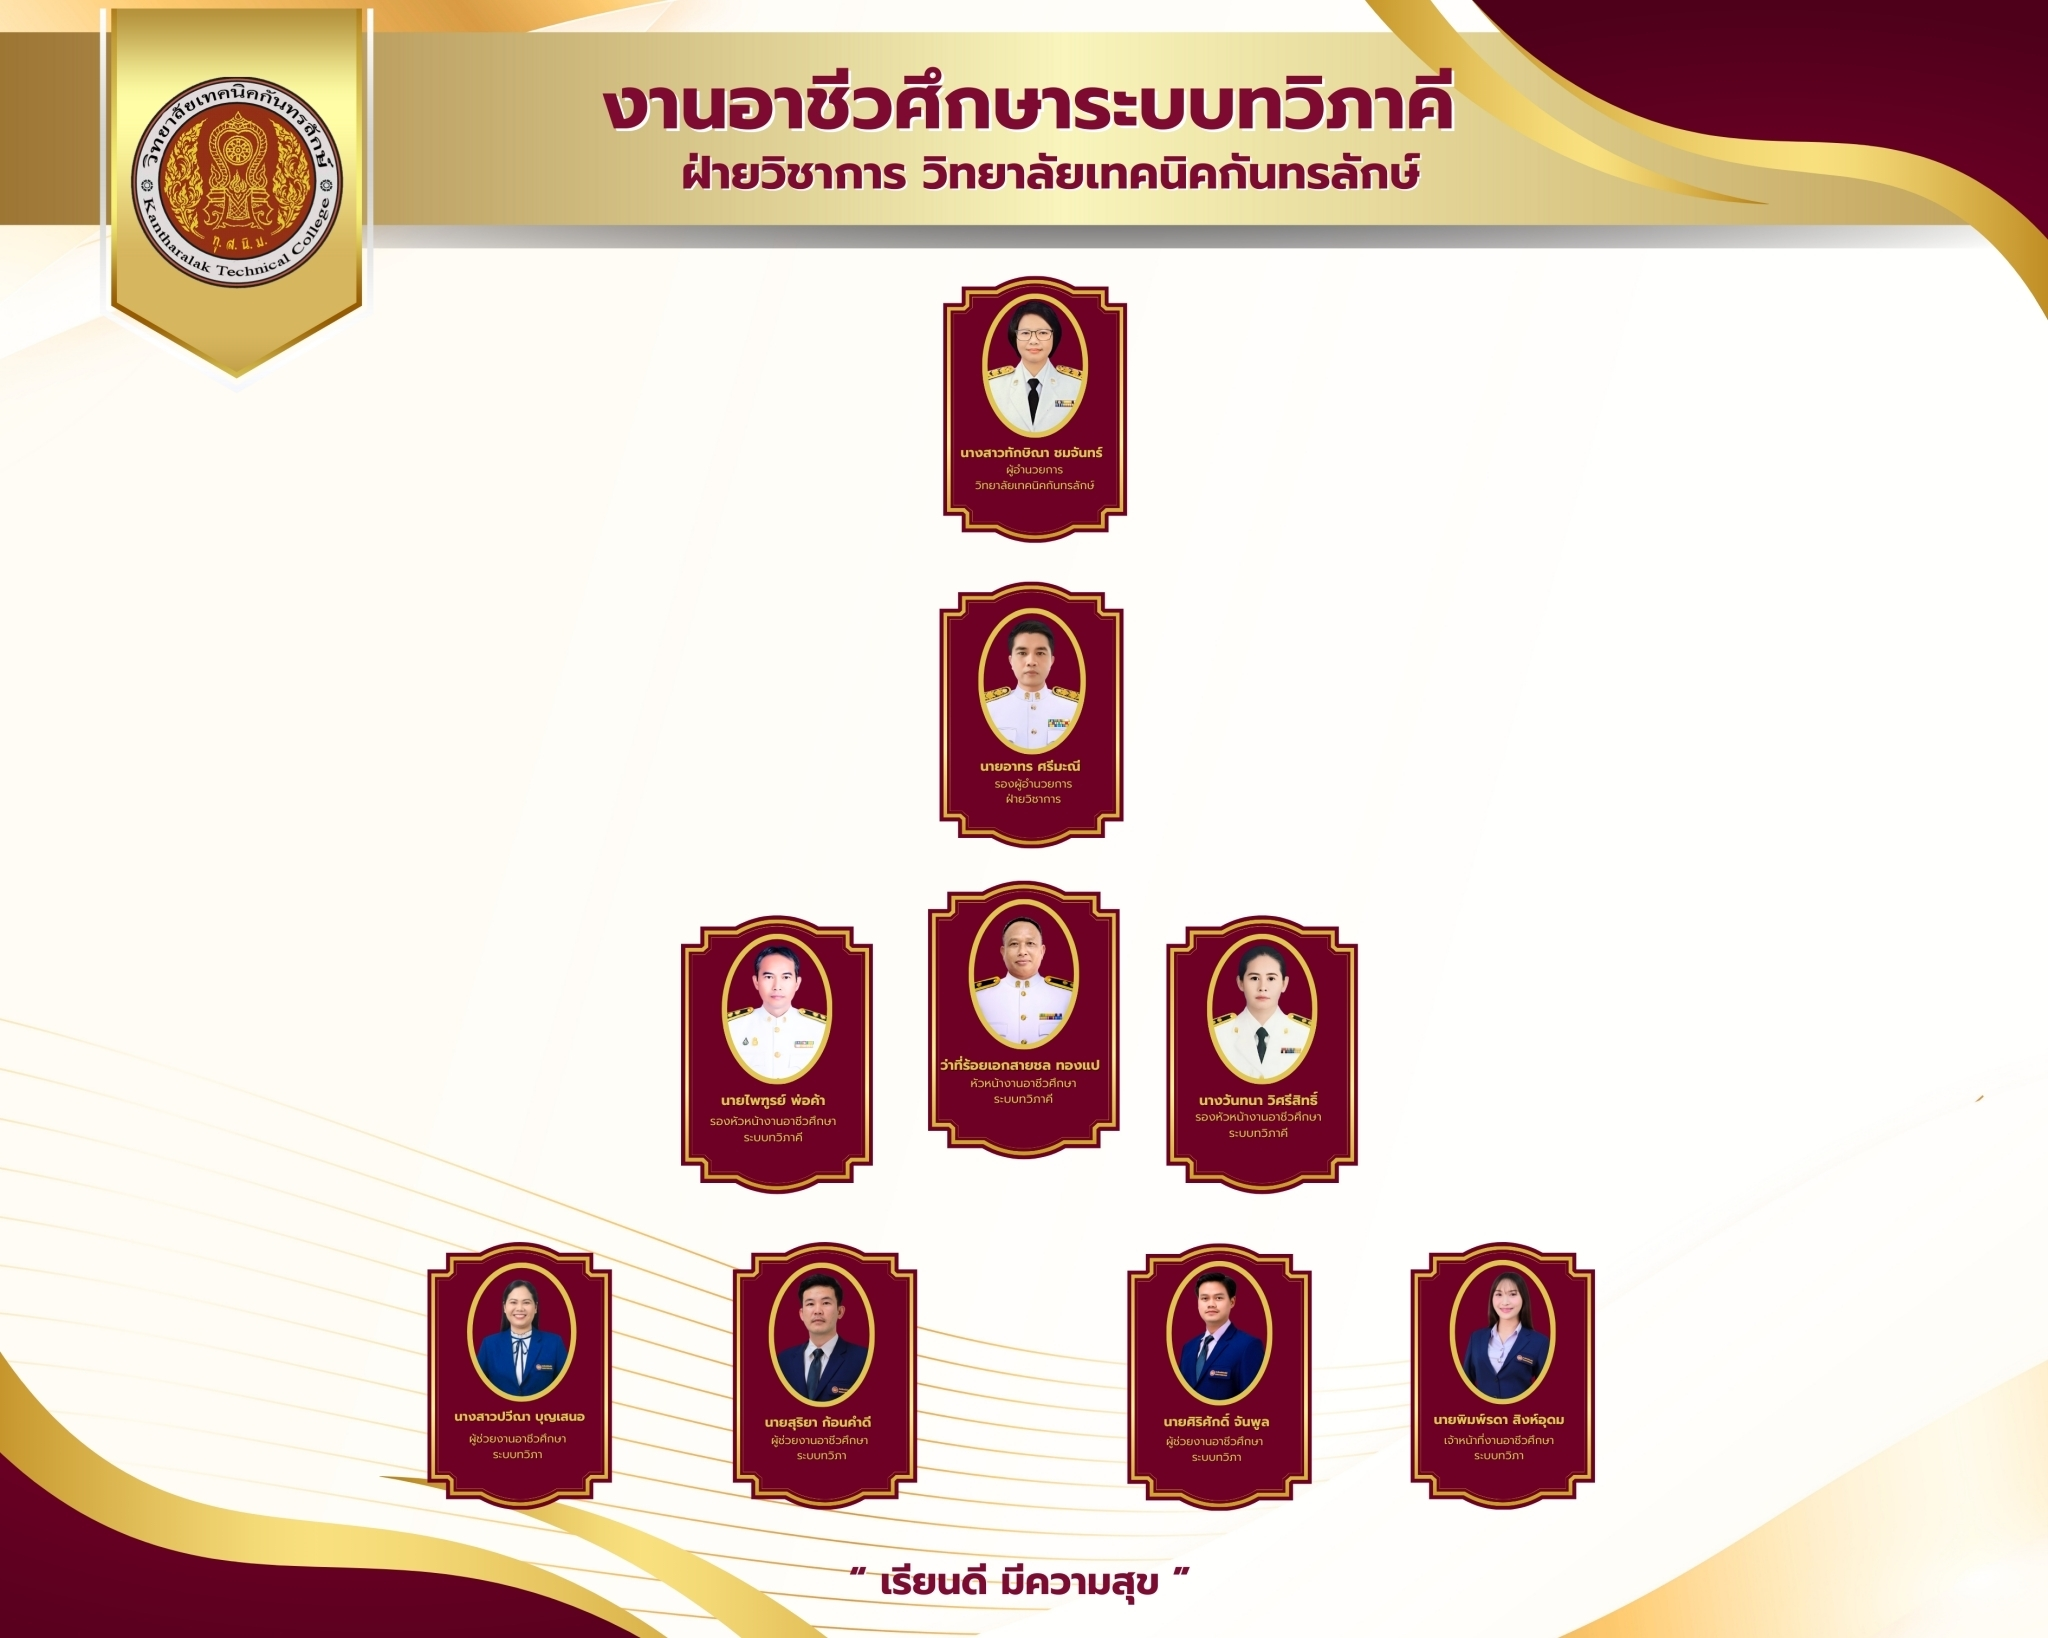 งานอาชีวศึกษาระบบทวิภาคี
ฝ่ายวิชาการ วิทยาลัยเทคนิคกันทรลักษ์
วิทยาลัยเทคนิคกันทรลักษ์
ทุ. ส. นิ. ม.
Kantharalak Technical College
นางสาวทักษิณา ชมจันทร์
ผู้อำนวยการ
วิทยาลัยเทคนิคกันทรลักษ์
นายอาทร ศรีมะณี
รองผู้อำนวยการ
ฝ่ายวิชาการ
นายไพฑูรย์ พ่อค้า
รองหัวหน้างานอาชีวศึกษา
ระบบทวิภาคี
ว่าที่ร้อยเอกสายชล ทองแป
หัวหน้างานอาชีวศึกษา
ระบบทวิภาคี
นางวันทนา วิศรีสิทธิ์
รองหัวหน้างานอาชีวศึกษา
ระบบทวิภาคี
นางสาวปวีณา บุญเสนอ
ผู้ช่วยงานอาชีวศึกษา
ระบบทวิภา
นายสุริยา ก้อนคำดี
ผู้ช่วยงานอาชีวศึกษา
ระบบทวิภา
นายศิริศักดิ์ จันพูล
ผู้ช่วยงานอาชีวศึกษา
ระบบทวิภา
นายพิมพ์รดา สิงห์อุดม
เจ้าหน้าที่งานอาชีวศึกษา
ระบบทวิภา
“ เรียนดี มีความสุข ”